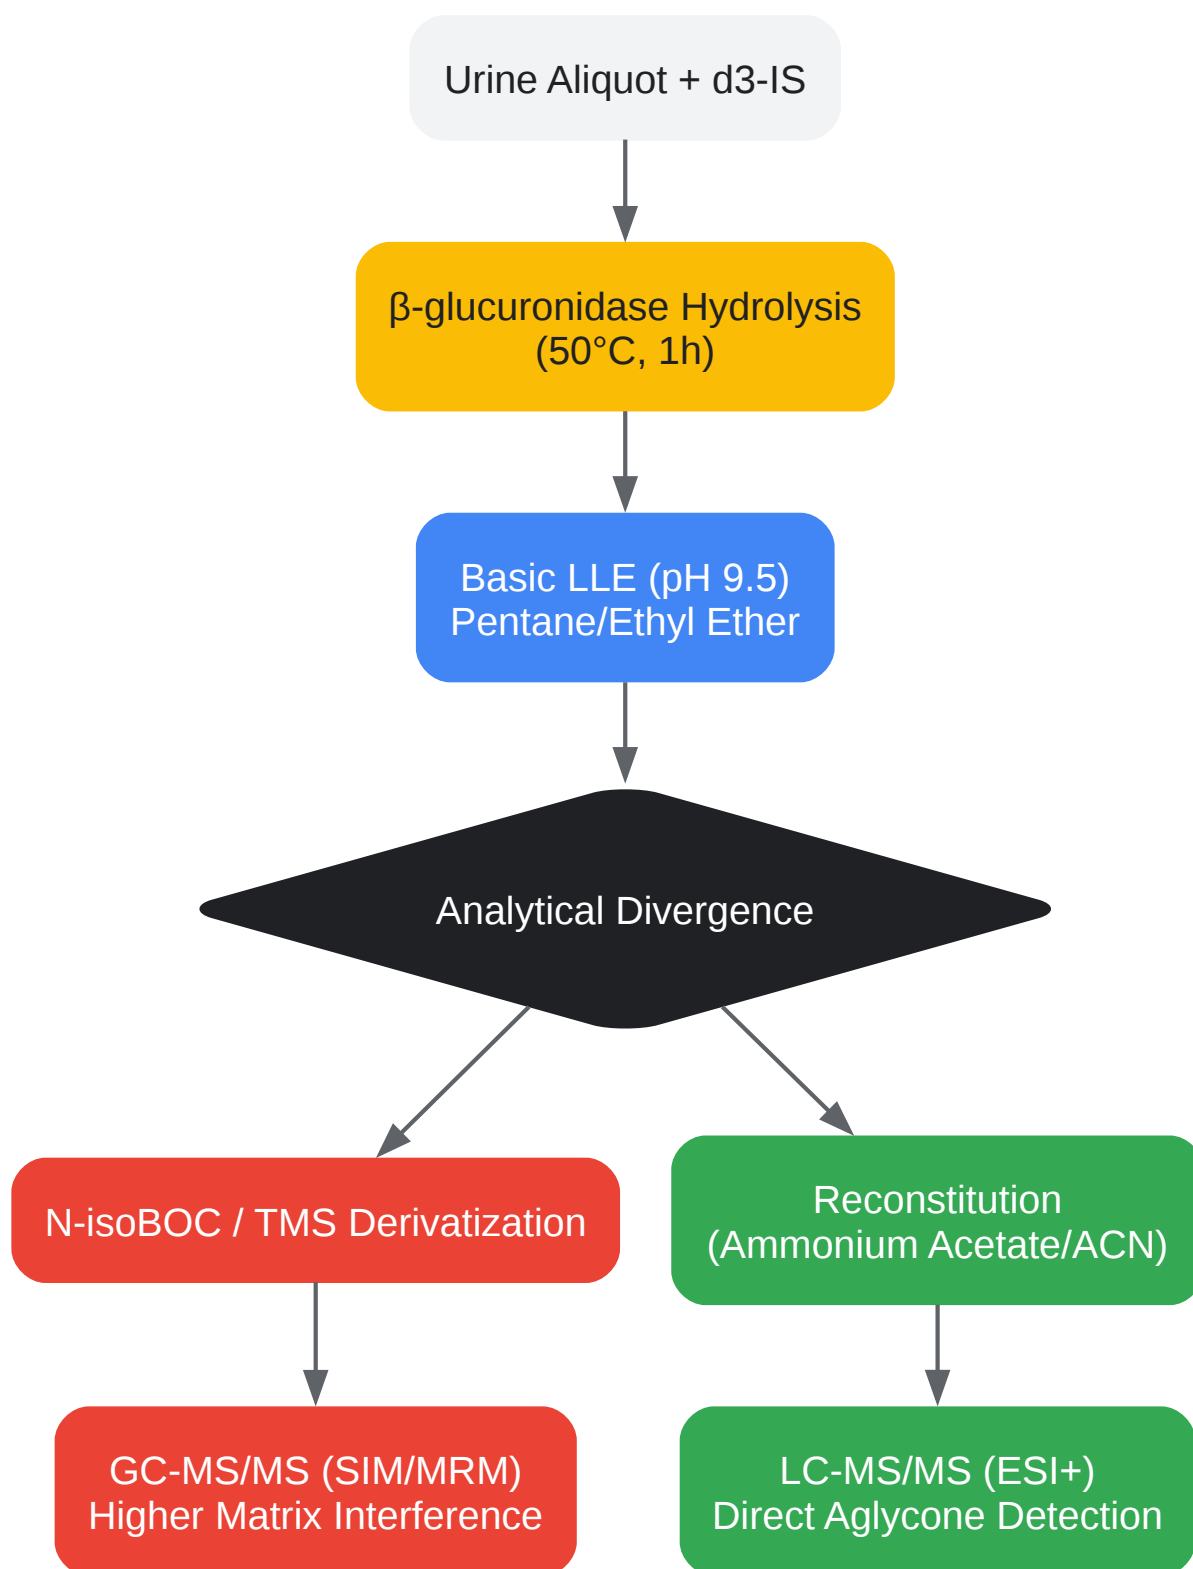 Urine Aliquot + d3-IS
β-glucuronidase Hydrolysis
(50°C, 1h)
Basic LLE (pH 9.5)
Pentane/Ethyl Ether
Analytical Divergence
N-isoBOC / TMS Derivatization
Reconstitution
(Ammonium Acetate/ACN)
GC-MS/MS (SIM/MRM)
Higher Matrix Interference
LC-MS/MS (ESI+)
Direct Aglycone Detection